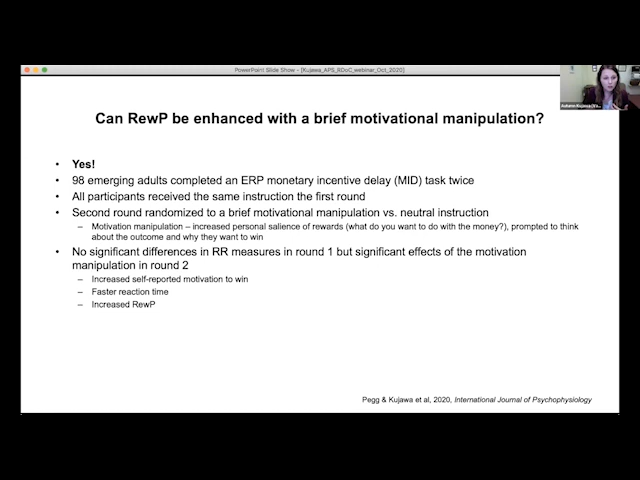 PowerPoint Slide Show - [Kujawa_APS_RDoC_webinar_Oct_2020]
Autumn Kujawa (Va...
Can RewP be enhanced with a brief motivational manipulation?
• Yes!
• 98 emerging adults completed an ERP monetary incentive delay (MID) task twice
• All participants received the same instruction the first round
• Second round randomized to a brief motivational manipulation vs. neutral instruction
– Motivation manipulation – increased personal salience of rewards (what do you want to do with the money?), prompted to think
about the outcome and why they want to win
• No significant differences in RR measures in round 1 but significant effects of the motivation
manipulation in round 2
– Increased self-reported motivation to win
– Faster reaction time
– Increased RewP
Pegg & Kujawa et al, 2020, International Journal of Psychophysiology